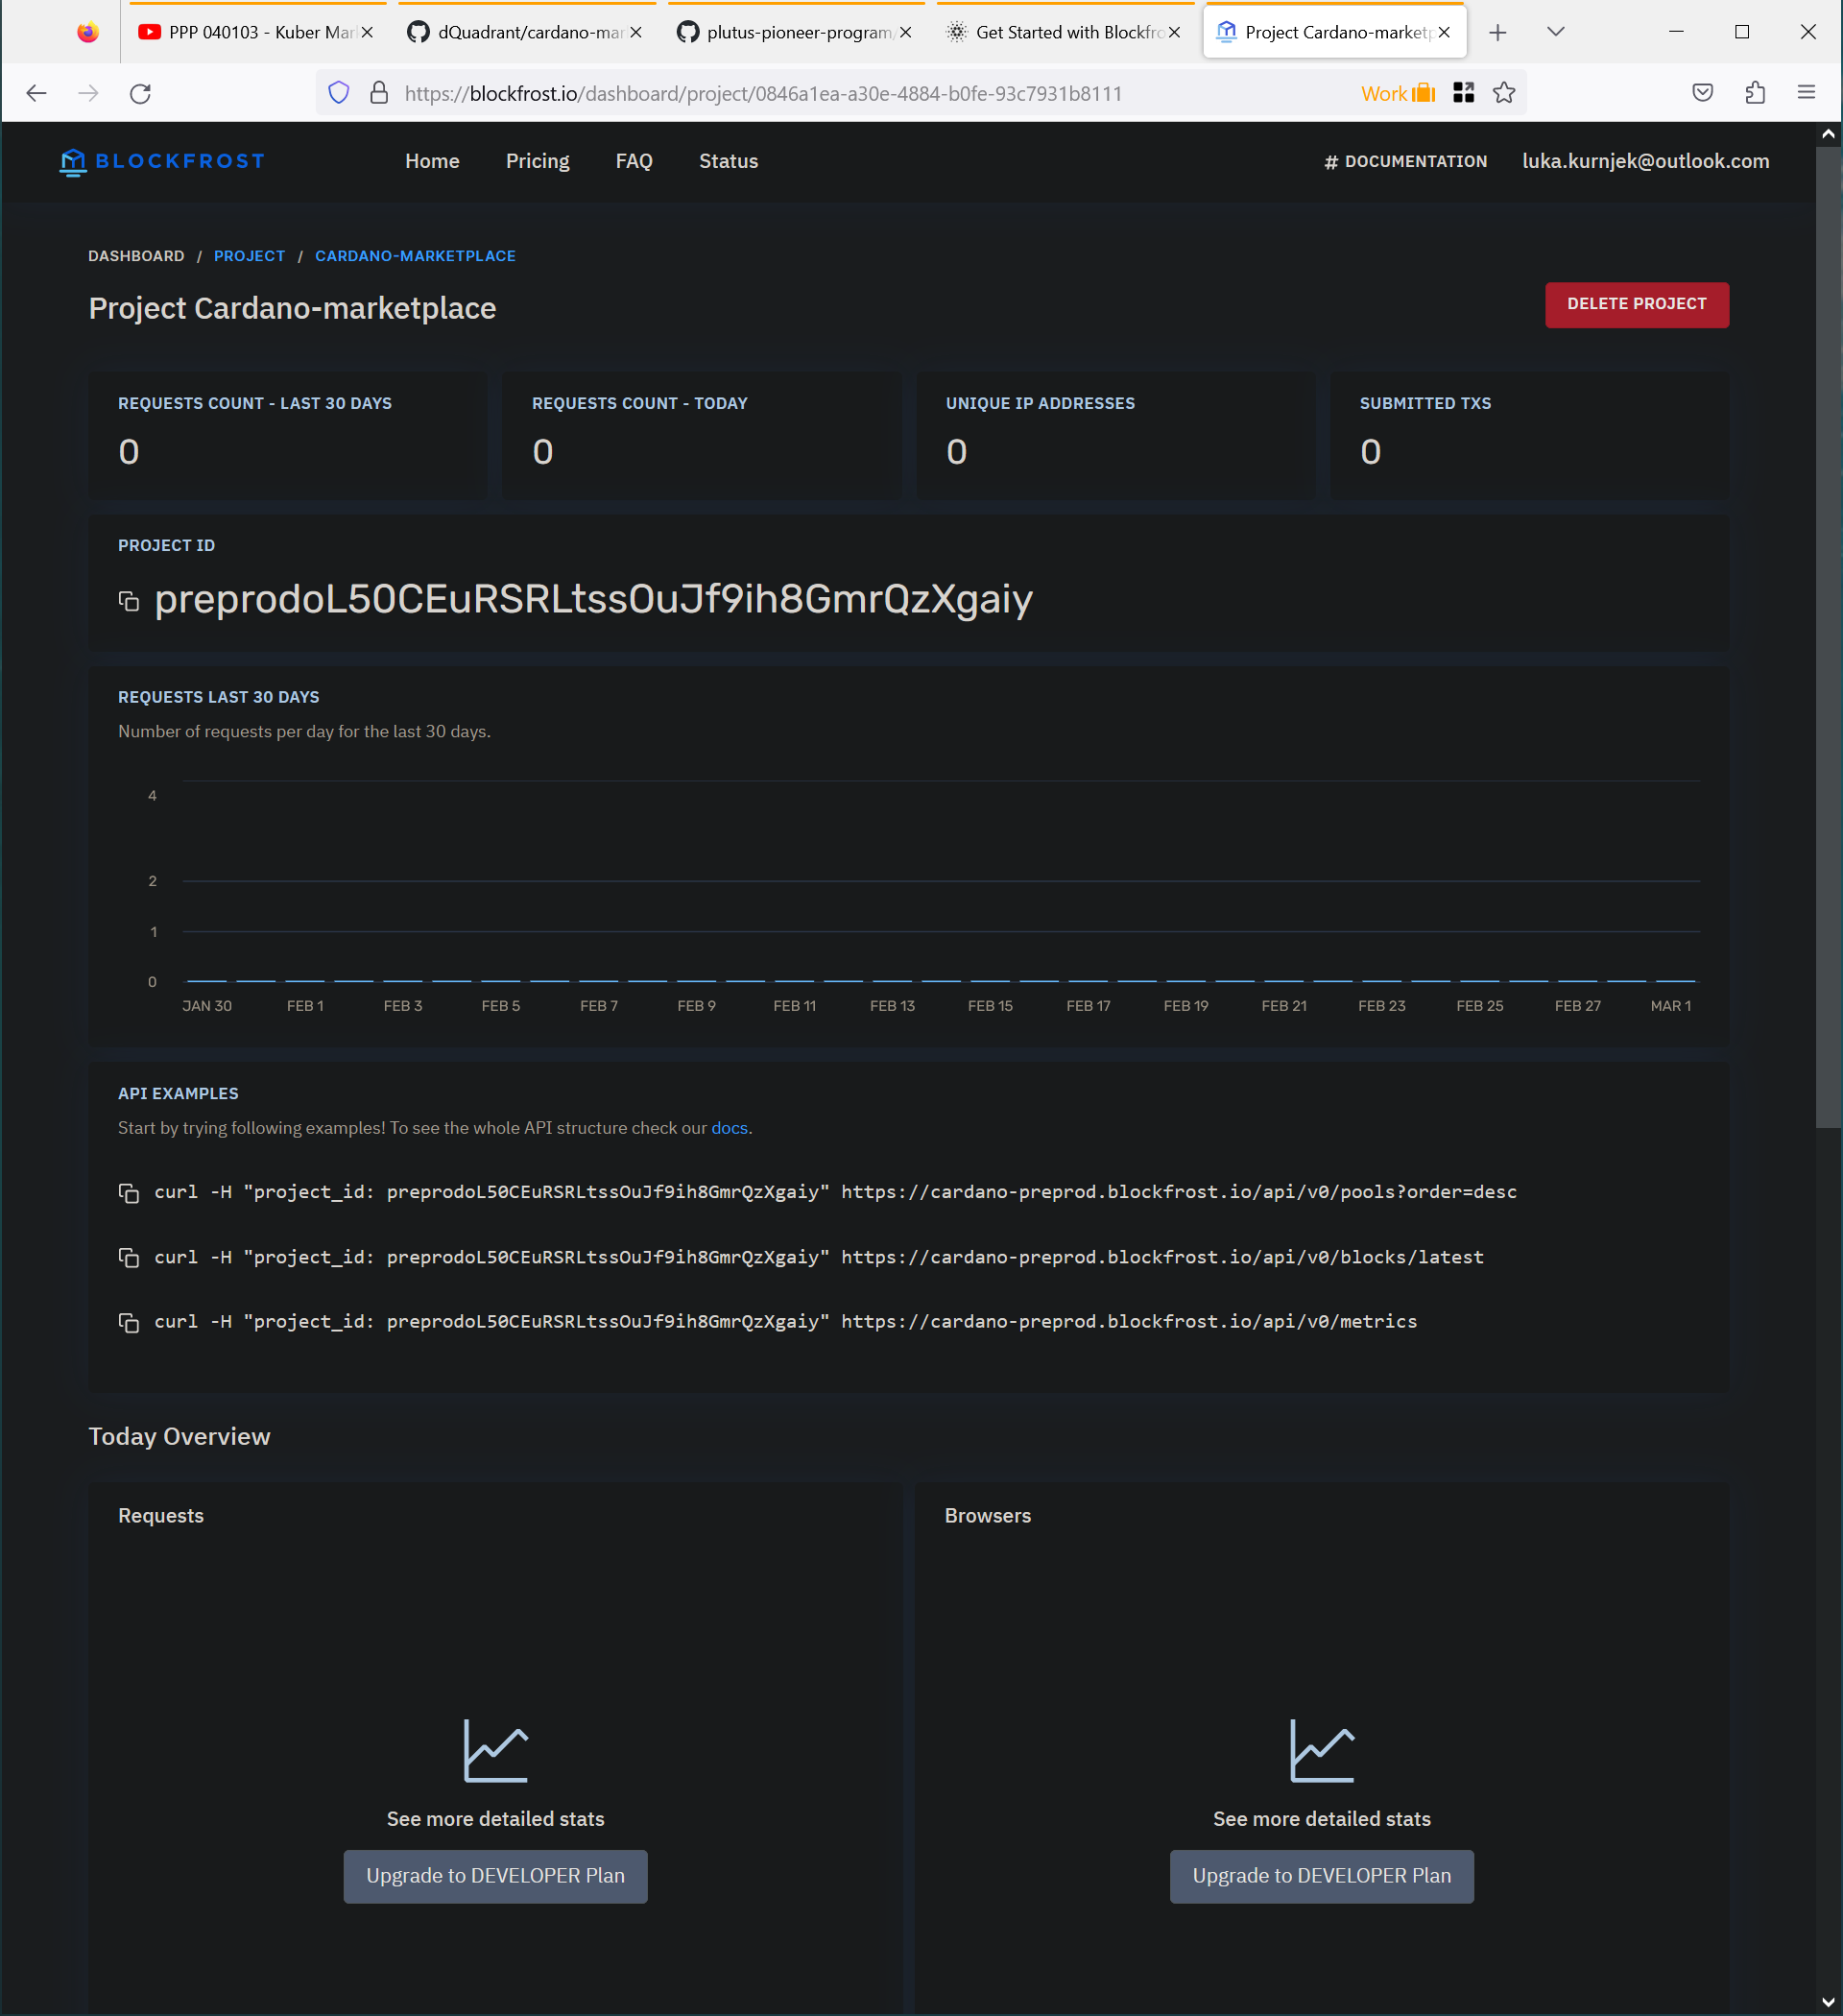 PPP 040103 - Kuber Mar
dQuadrant/cardano-mar
plutus-pioneer-program/
Get Started with Blockfro
Project Cardano-marketp
https://blockfrost.io/dashboard/project/0846a1ea-a30e-4884-b0fe-93c7931b8111
Work
BLOCKFROST
Home
Pricing
FAQ
Status
# DOCUMENTATION
luka.kurnjek@outlook.com
DASHBOARD / PROJECT / CARDANO-MARKETPLACE
Project Cardano-marketplace
DELETE PROJECT
REQUESTS COUNT - LAST 30 DAYS
0
REQUESTS COUNT - TODAY
0
UNIQUE IP ADDRESSES
0
SUBMITTED TXS
0
PROJECT ID
preprodoL50CEuRSRLtssOuJf9ih8GmrQzXgaiy
REQUESTS LAST 30 DAYS
Number of requests per day for the last 30 days.
4
2
1
0
JAN 30 FEB 1 FEB 3 FEB 5 FEB 7 FEB 9 FEB 11 FEB 13 FEB 15 FEB 17 FEB 19 FEB 21 FEB 23 FEB 25 FEB 27 MAR 1
API EXAMPLES
Start by trying following examples! To see the whole API structure check our docs.
curl -H "project_id: preprodoL50CEuRSRLtssOuJf9ih8GmrQzXgaiy" https://cardano-preprod.blockfrost.io/api/v0/pools?order=desc
curl -H "project_id: preprodoL50CEuRSRLtssOuJf9ih8GmrQzXgaiy" https://cardano-preprod.blockfrost.io/api/v0/blocks/latest
curl -H "project_id: preprodoL50CEuRSRLtssOuJf9ih8GmrQzXgaiy" https://cardano-preprod.blockfrost.io/api/v0/metrics
Today Overview
Requests
See more detailed stats
Upgrade to DEVELOPER Plan
Browsers
See more detailed stats
Upgrade to DEVELOPER Plan